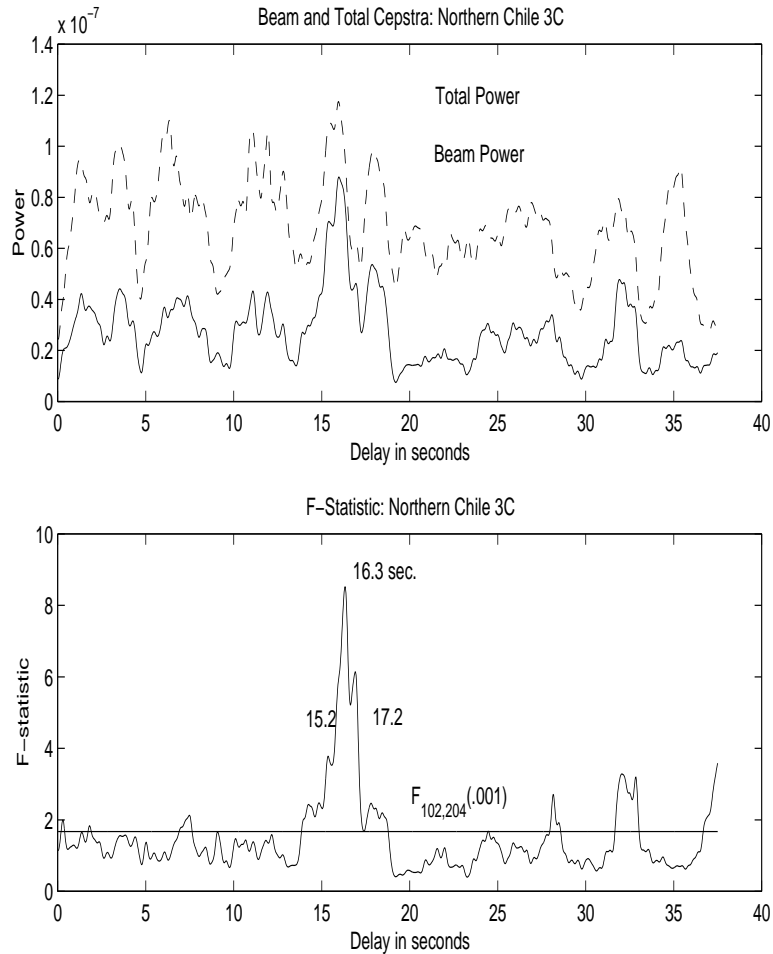 Beam and Total Cepstra: Northern Chile 3C
x 10^-7
1.4
1.2
1
0.8
0.6
0.4
0.2
0
Power
Total Power
Beam Power
0 5 10 15 20 25 30 35 40
Delay in seconds
F−Statistic: Northern Chile 3C
10
8
6
4
2
0
F−statistic
16.3 sec.
15.2
17.2
F_102,204(.001)
0 5 10 15 20 25 30 35 40
Delay in seconds